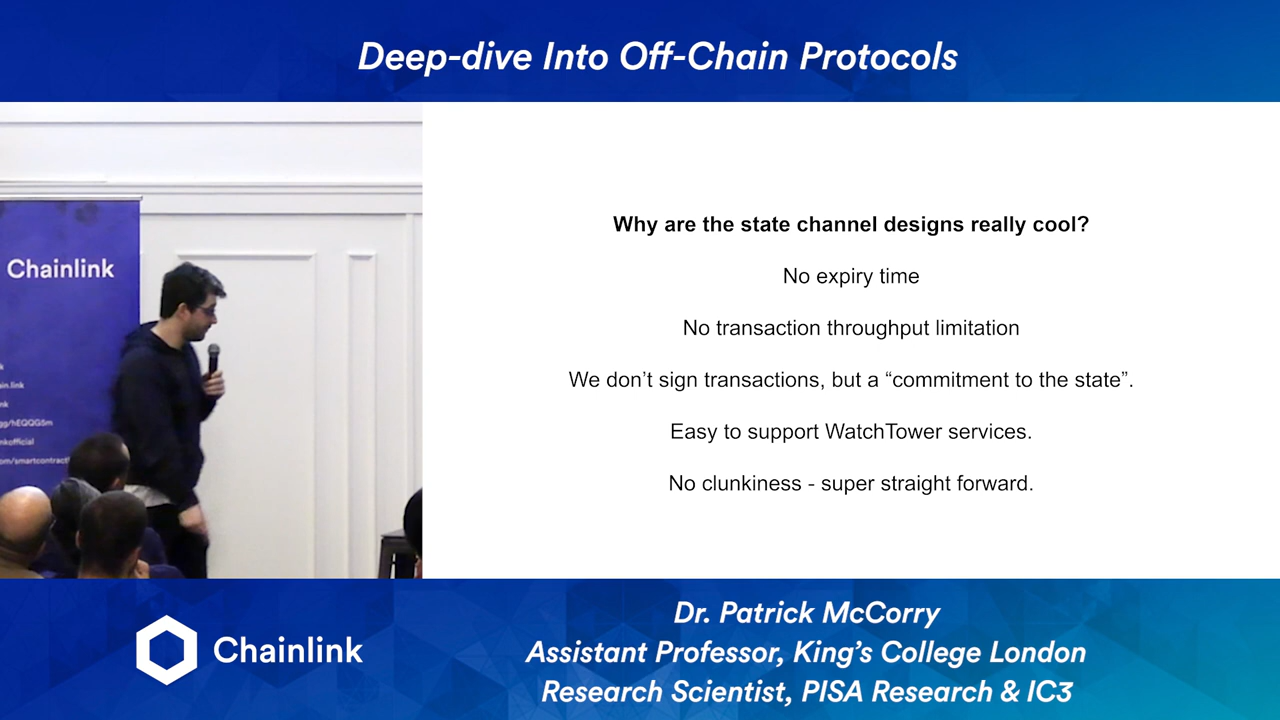 Deep-dive Into Off-Chain Protocols
Chainlink
Why are the state channel designs really cool?
No expiry time
No transaction throughput limitation
We don’t sign transactions, but a “commitment to the state”.
Easy to support WatchTower services.
No clunkiness - super straight forward.
Chainlink
Dr. Patrick McCorry
Assistant Professor, King’s College London
Research Scientist, PISA Research & IC3